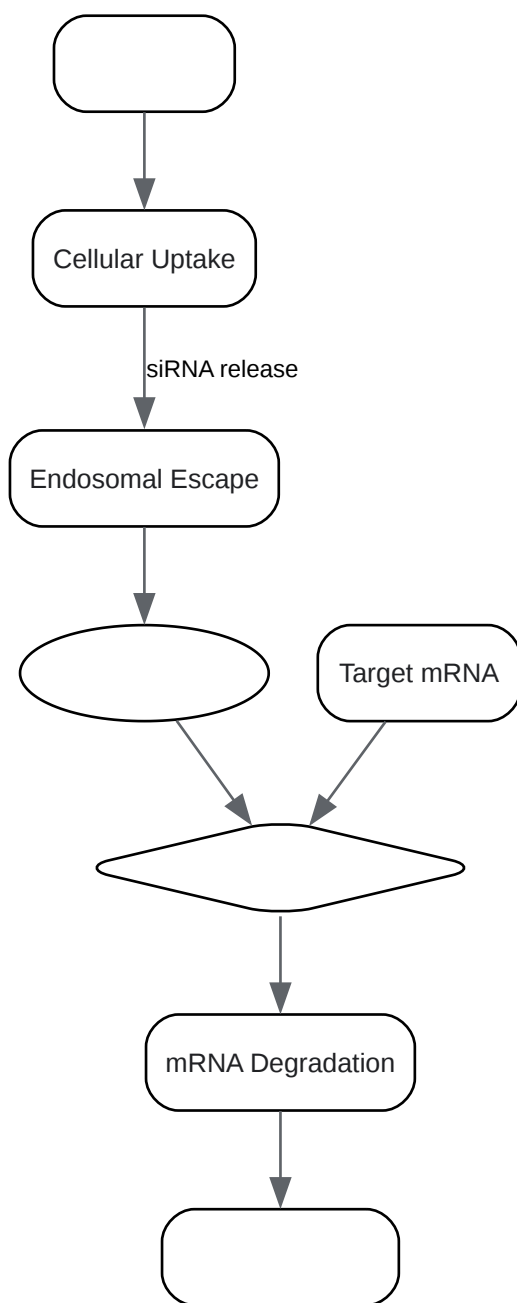 Cellular Uptake
siRNA release
Endosomal Escape
Target mRNA
mRNA Degradation